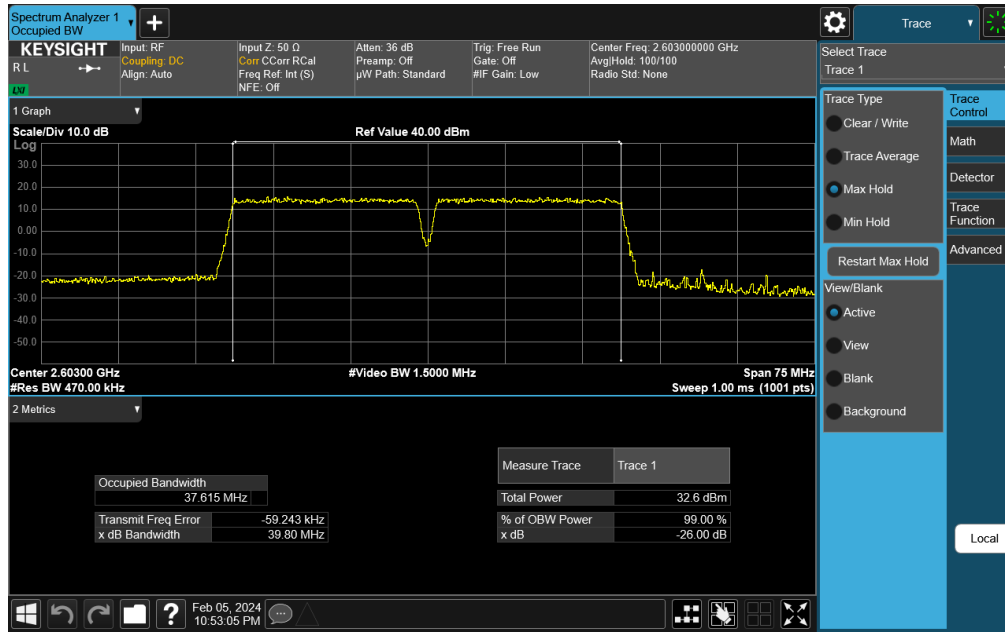 Spectrum Analyzer 1
Occupied BW
Trace
KEYSIGHT
R L
LXI
Input: RF
Coupling: DC
Align: Auto
Input Z: 50 Ω
Corr CCorr RCal
Freq Ref: Int (S)
NFE: Off
Atten: 36 dB
Preamp: Off
µW Path: Standard
Trig: Free Run
Gate: Off
#IF Gain: Low
Center Freq: 2.603000000 GHz
Avg|Hold: 100/100
Radio Std: None
Select Trace
Trace 1
1 Graph
Scale/Div 10.0 dB
Ref Value 40.00 dBm
Log
30.0
20.0
10.0
0.00
-10.0
-20.0
-30.0
-40.0
-50.0
Center 2.60300 GHz
#Video BW 1.5000 MHz
Span 75 MHz
#Res BW 470.00 kHz
Sweep 1.00 ms (1001 pts)
Trace Type
Clear / Write
Trace Average
Max Hold
Min Hold
Restart Max Hold
View/Blank
Active
View
Blank
Background
Trace
Control
Math
Detector
Trace
Function
Advanced
Local
2 Metrics
Occupied Bandwidth
37.615 MHz
Transmit Freq Error -59.243 kHz
x dB Bandwidth 39.80 MHz
Measure Trace Trace 1
Total Power 32.6 dBm
% of OBW Power 99.00 %
x dB -26.00 dB
Feb 05, 2024
10:53:05 PM